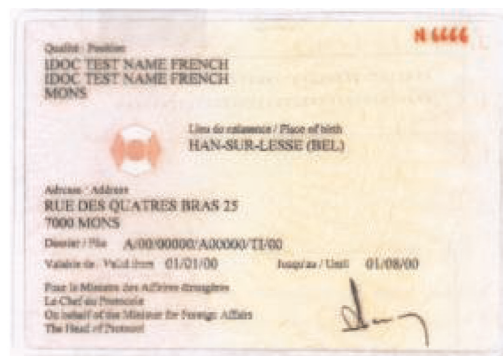 N 6666
Qualité - Position
IDOC TEST NAME FRENCH
IDOC TEST NAME FRENCH
MONS
Lieu de naissance / Place of birth
HAN-SUR-LESSE (BEL)
Adresse - Address
RUE DES QUATRES BRAS 25
7000 MONS
Dossier / File A/00/00000/A00000/TI/00
Valable de - Valid from 01/01/00 Jusqu'au / Until 01/08/00
Pour le Ministre des Affaires étrangères
Le Chef du Protocole
On behalf of the Minister for Foreign Affairs
The Head of Protocol